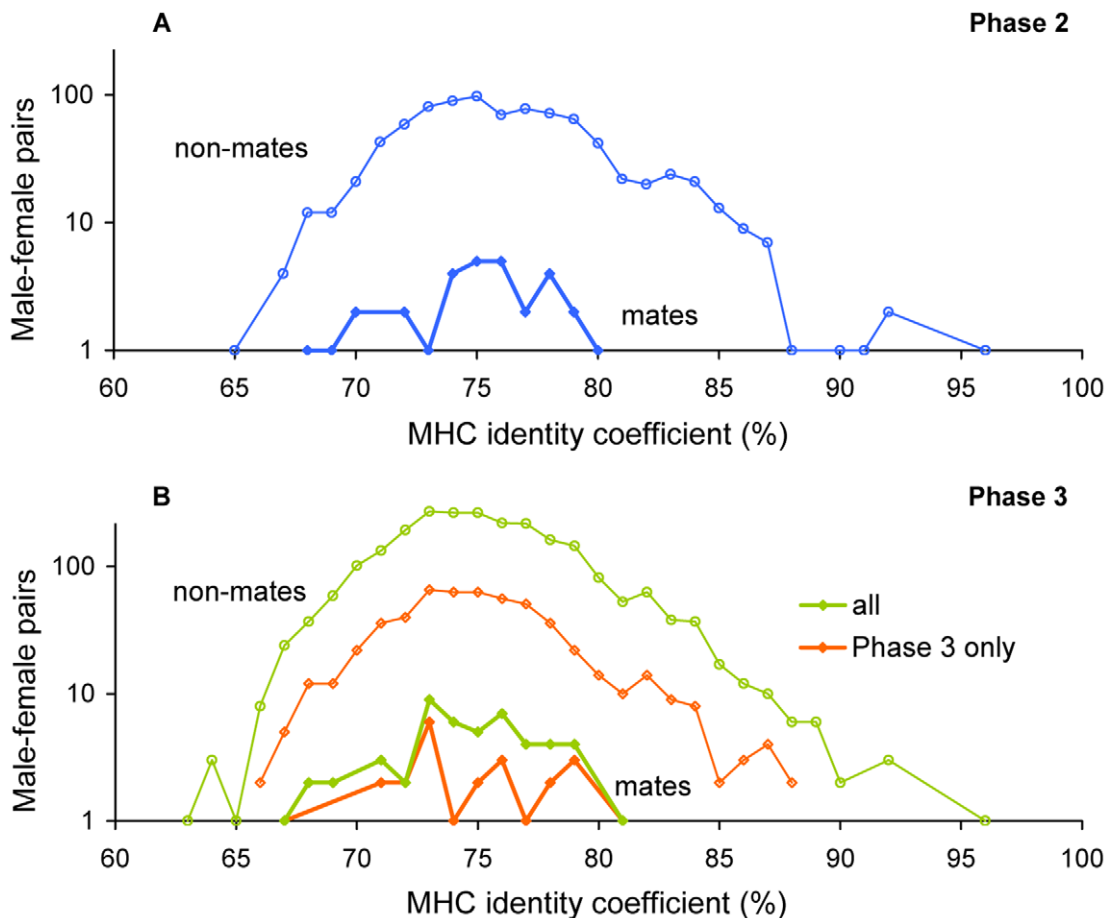 A
Phase 2
100
10
1
Male-female pairs
non-mates
mates
60 65 70 75 80 85 90 95 100
MHC identity coefficient (%)
B
Phase 3
100
10
1
Male-female pairs
non-mates
all
Phase 3 only
mates
60 65 70 75 80 85 90 95 100
MHC identity coefficient (%)